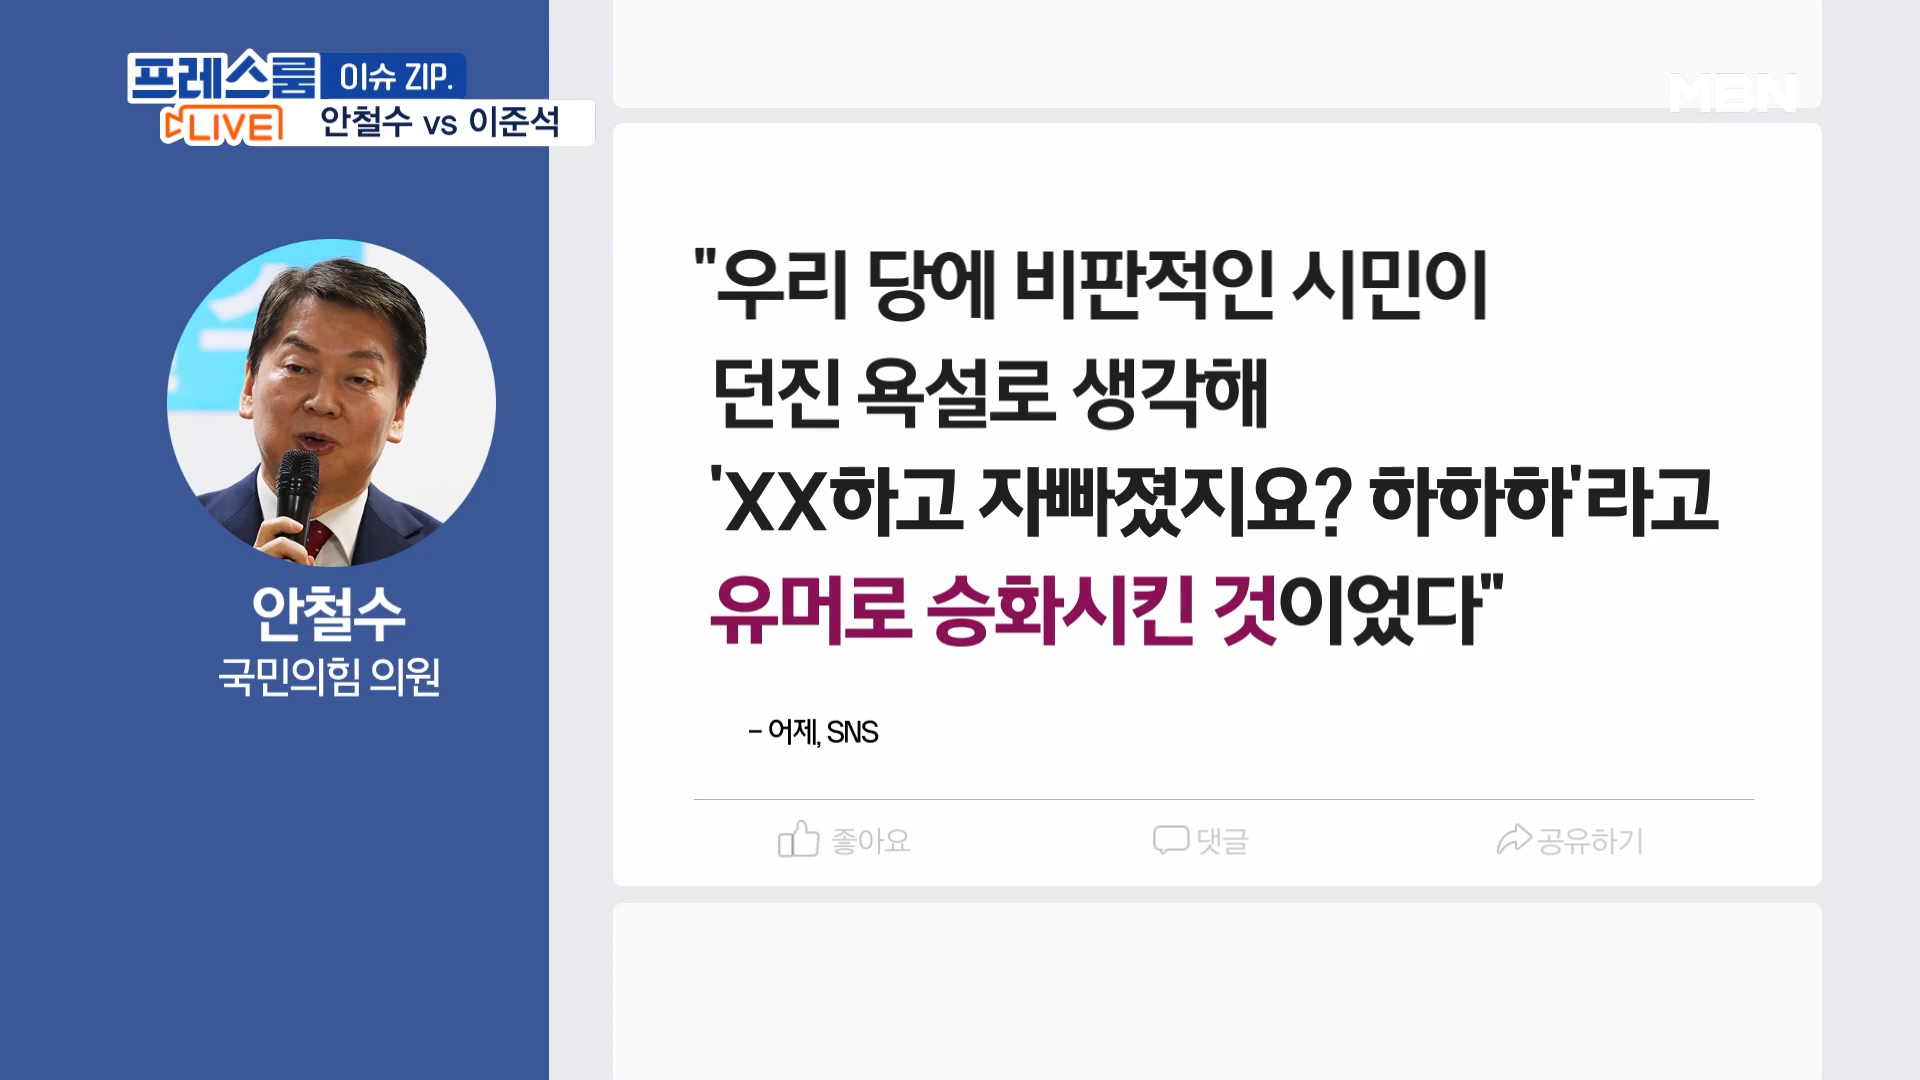 프레스룸 이슈 ZIP.
LIVE 안철수 vs 이준석
MBN
"우리 당에 비판적인 시민이
던진 욕설로 생각해
'XX하고 자빠졌지요? 하하하'라고
유머로 승화시킨 것이었다"
- 어제, SNS
안철수
국민의힘 의원
좋아요 댓글 공유하기